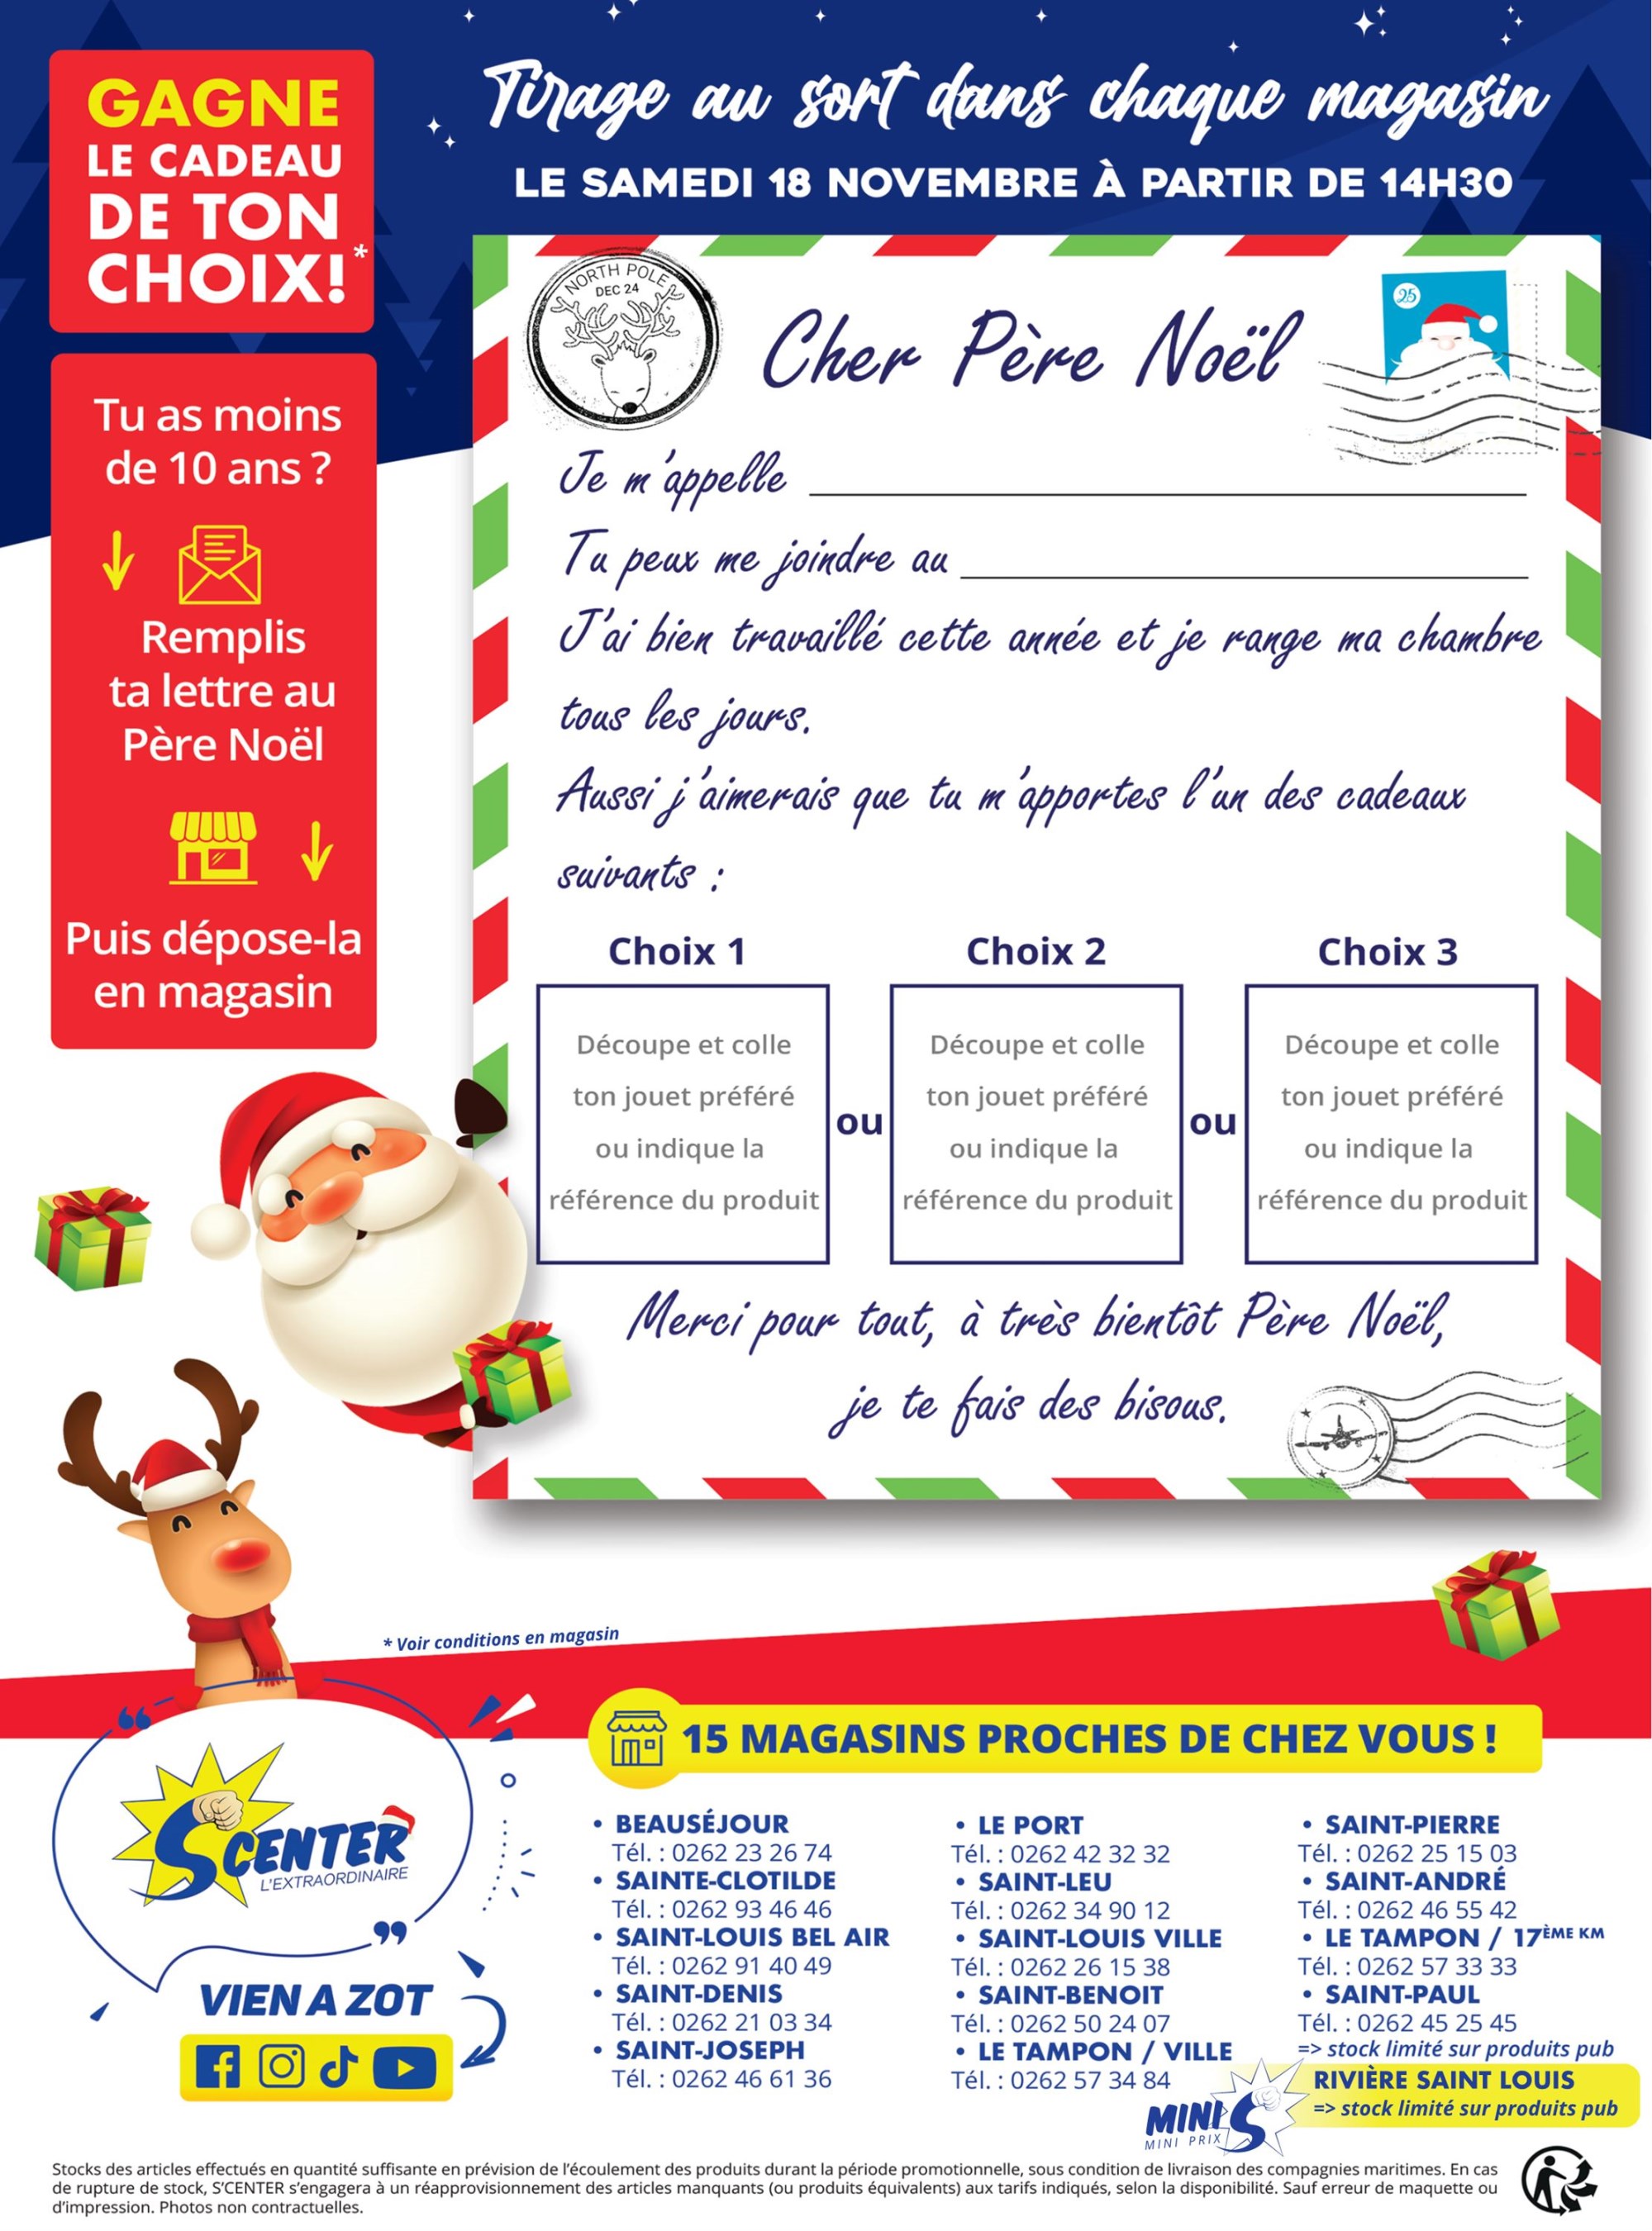 GAGNE
LE CADEAU
DE TON
CHOIX!*
Tirage au sort dans chaque magasin
LE SAMEDI 18 NOVEMBRE À PARTIR DE 14H30
Tu as moins
de 10 ans ?
Remplis
ta lettre au
Père Noël
Puis dépose-la
en magasin
NORTH POLE
DEC 24
25
Cher Père Noël
Je m'appelle
Tu peux me joindre au
J'ai bien travaillé cette année et je range ma chambre
tous les jours.
Aussi j'aimerais que tu m'apportes l'un des cadeaux
suivants :
Choix 1
Découpe et colle
ton jouet préféré
ou indique la
référence du produit
ou
Choix 2
Découpe et colle
ton jouet préféré
ou indique la
référence du produit
ou
Choix 3
Découpe et colle
ton jouet préféré
ou indique la
référence du produit
Merci pour tout, à très bientôt Père Noël,
je te fais des bisous.
* Voir conditions en magasin
S'CENTER
L'EXTRAORDINAIRE
VIEN A ZOT
15 MAGASINS PROCHES DE CHEZ VOUS !
• BEAUSÉJOUR
Tél. : 0262 23 26 74
• SAINTE-CLOTILDE
Tél. : 0262 93 46 46
• SAINT-LOUIS BEL AIR
Tél. : 0262 91 40 49
• SAINT-DENIS
Tél. : 0262 21 03 34
• SAINT-JOSEPH
Tél. : 0262 46 61 36
• LE PORT
Tél. : 0262 42 32 32
• SAINT-LEU
Tél. : 0262 34 90 12
• SAINT-LOUIS VILLE
Tél. : 0262 26 15 38
• SAINT-BENOIT
Tél. : 0262 50 24 07
• LE TAMPON / VILLE
Tél. : 0262 57 34 84
• SAINT-PIERRE
Tél. : 0262 25 15 03
• SAINT-ANDRÉ
Tél. : 0262 46 55 42
• LE TAMPON / 17ÈME KM
Tél. : 0262 57 33 33
• SAINT-PAUL
Tél. : 0262 45 25 45
=> stock limité sur produits pub
MINI S
MINI PRIX
RIVIÈRE SAINT LOUIS
=> stock limité sur produits pub
Stocks des articles effectués en quantité suffisante en prévision de l'écoulement des produits durant la période promotionnelle, sous condition de livraison des compagnies maritimes. En cas
de rupture de stock, S'CENTER s'engagera à un réapprovisionnement des articles manquants (ou produits équivalents) aux tarifs indiqués, selon la disponibilité. Sauf erreur de maquette ou
d'impression. Photos non contractuelles.